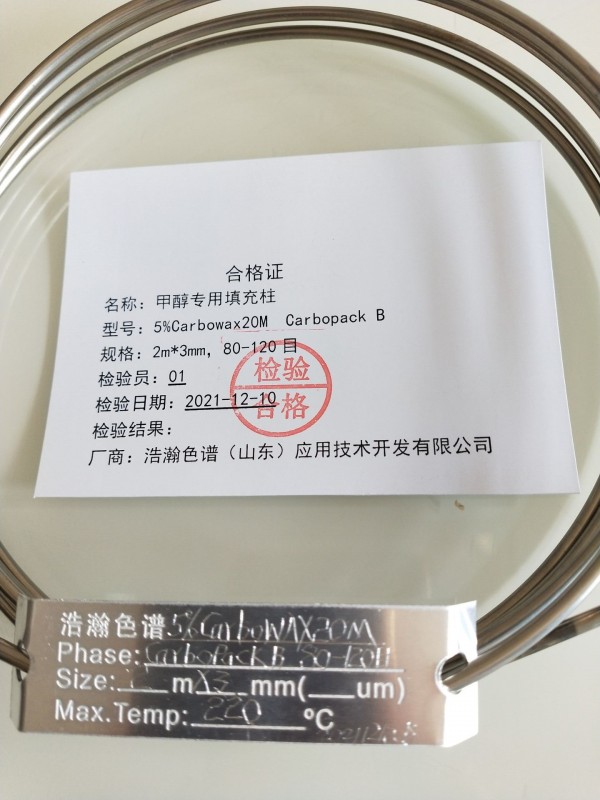 合格证
名称：甲醇专用填充柱
型号：5%Carbowax20M Carbopack B
规格：2m*3mm，80-120目
检验员：01
检验日期：2021-12-10
检验结果：
检验
合格
厂商：浩瀚色谱（山东）应用技术开发有限公司
浩瀚色谱 5%CarboWAX20M
Phase: CarboPack B 80-120目
Size: m X3 mm( um)
Max.Temp: 220 °C